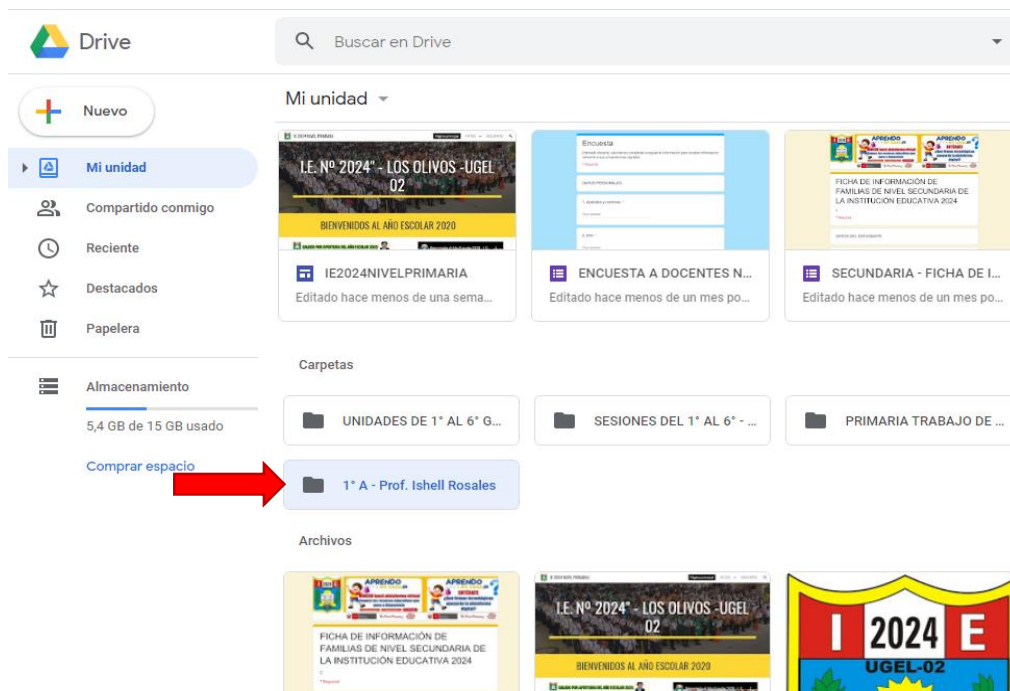 Drive
Buscar en Drive
Nuevo
Mi unidad
Compartido conmigo
Reciente
Destacados
Papelera
Almacenamiento
5,4 GB de 15 GB usado
Comprar espacio
Mi unidad
I.E. Nº 2024" - LOS OLIVOS -UGEL
02
BIENVENIDOS AL AÑO ESCOLAR 2020
IE2024NIVELPRIMARIA
Editado hace menos de una sema...
Encuesta
ENCUESTA A DOCENTES N...
Editado hace menos de un mes po...
APRENDO
APRENDO
FICHA DE INFORMACIÓN DE
FAMILIAS DE NIVEL SECUNDARIA DE
LA INSTITUCIÓN EDUCATIVA 2024
SECUNDARIA - FICHA DE I...
Editado hace menos de un mes po...
Carpetas
UNIDADES DE 1° AL 6° G...
SESIONES DEL 1° AL 6° - ...
PRIMARIA TRABAJO DE ...
1° A - Prof. Ishell Rosales
Archivos
APRENDO
APRENDO
FICHA DE INFORMACIÓN DE
FAMILIAS DE NIVEL SECUNDARIA DE
LA INSTITUCIÓN EDUCATIVA 2024
I.E. Nº 2024" - LOS OLIVOS -UGEL
02
BIENVENIDOS AL AÑO ESCOLAR 2020
I 2024 E
UGEL-02